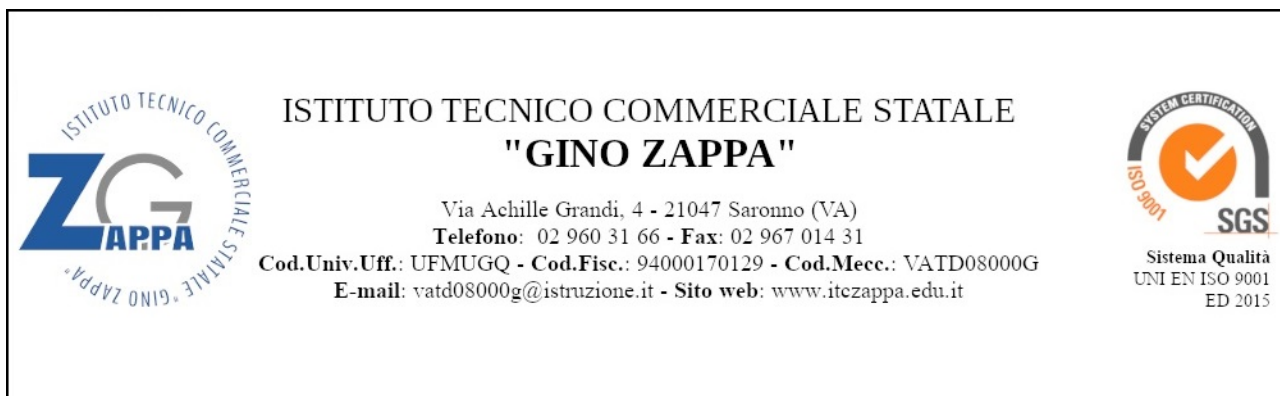 ISTITUTO TECNICO COMMERCIALE STATALE "GINO ZAPPA"
ZG
ZAPPA
ISTITUTO TECNICO COMMERCIALE STATALE
"GINO ZAPPA"
Via Achille Grandi, 4 - 21047 Saronno (VA)
Telefono: 02 960 31 66 - Fax: 02 967 014 31
Cod.Univ.Uff.: UFMUGQ - Cod.Fisc.: 94000170129 - Cod.Mecc.: VATD08000G
E-mail: vatd08000g@istruzione.it - Sito web: www.itczappa.edu.it
SYSTEM CERTIFICATION
ISO 9001
SGS
Sistema Qualità
UNI EN ISO 9001
ED 2015